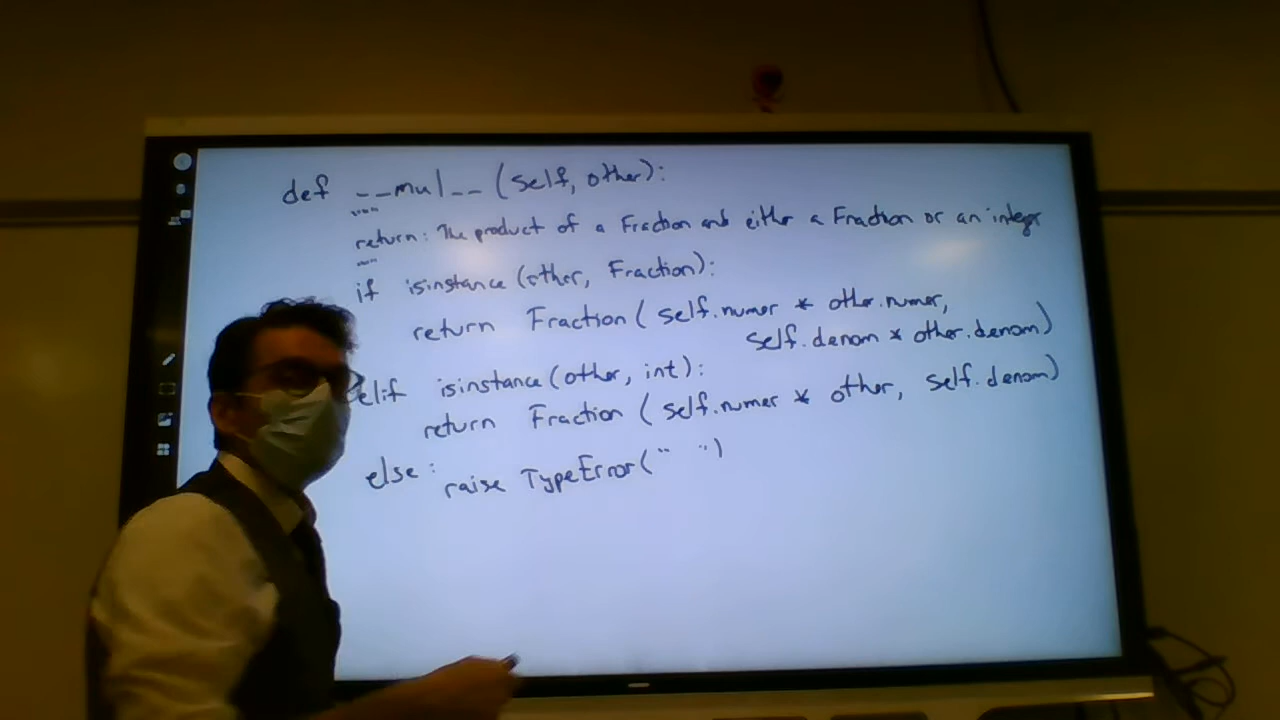 def __mul__ (self, other):
"""
return: The product of a Fraction and either a Fraction or an integr
"""
if isinstance (other, Fraction):
return Fraction ( self.numer * other.numer,
self.denom * other.denom)
elif isinstance (other, int):
return Fraction ( self.numer * other, self.denom)
else:
raise TypeError(" ")